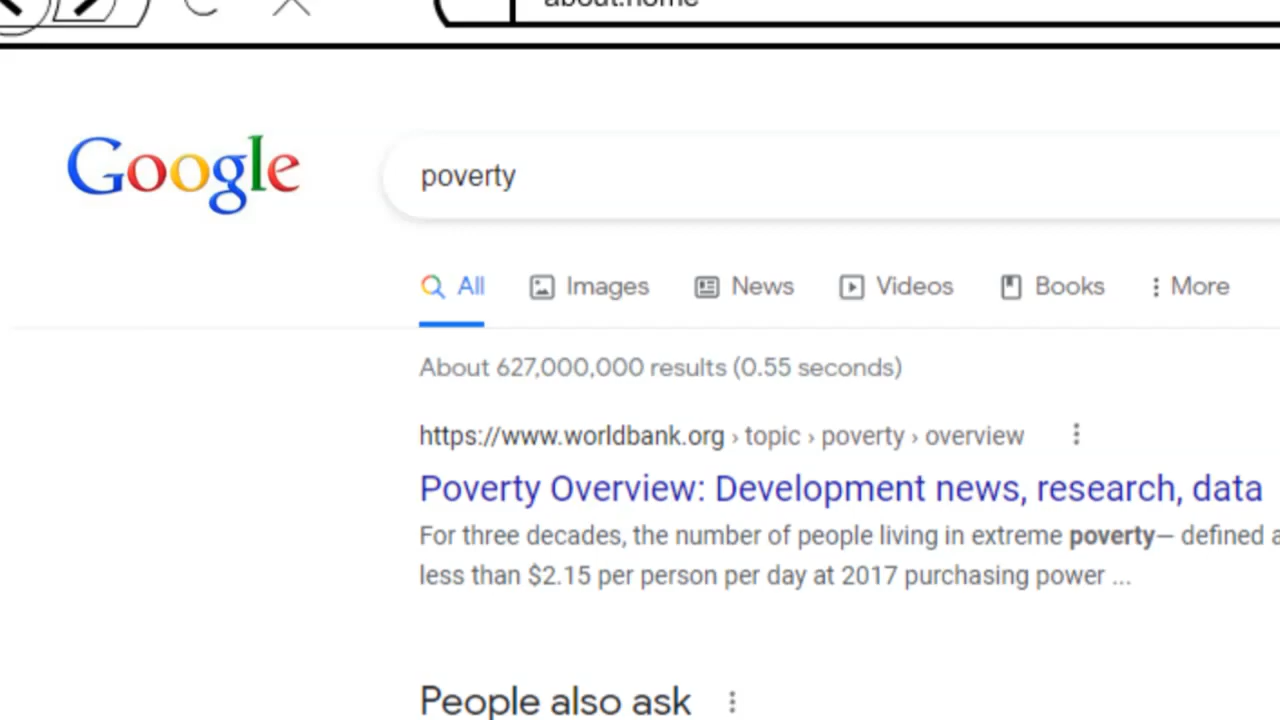 about:home
Google
poverty
All Images News Videos Books More
About 627,000,000 results (0.55 seconds)
https://www.worldbank.org › topic › poverty › overview
Poverty Overview: Development news, research, data
For three decades, the number of people living in extreme poverty— defined a
less than $2.15 per person per day at 2017 purchasing power ...
People also ask